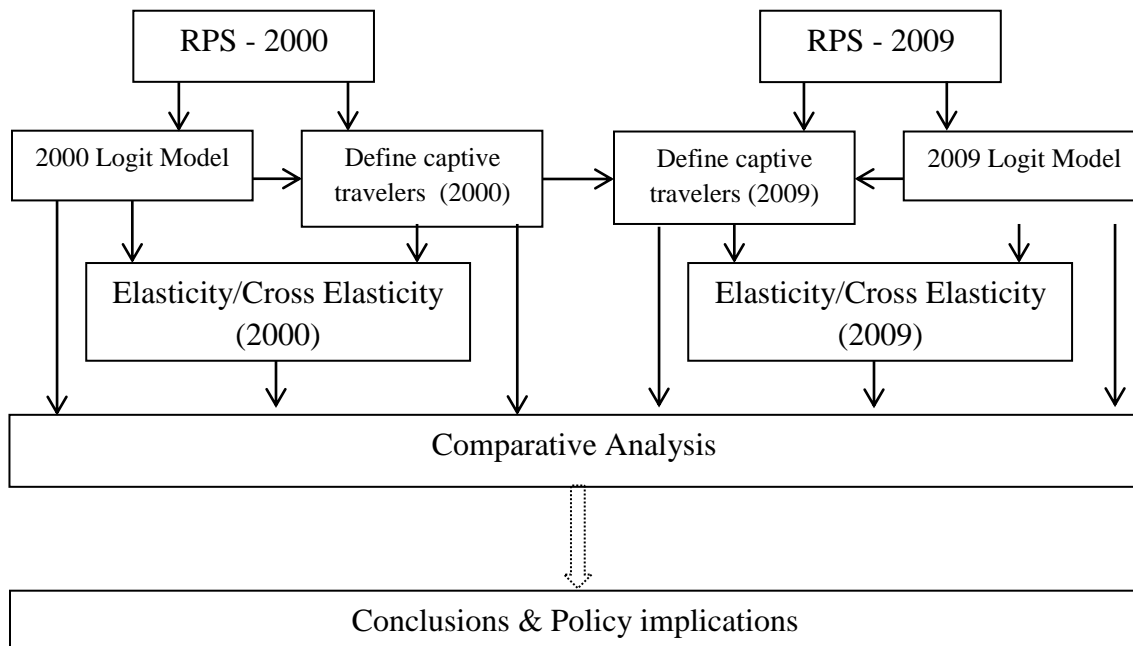 RPS - 2000
RPS - 2009
2000 Logit Model
Define captive
travelers (2000)
Define captive
travelers (2009)
2009 Logit Model
Elasticity/Cross Elasticity
(2000)
Elasticity/Cross Elasticity
(2009)
Comparative Analysis
Conclusions & Policy implications